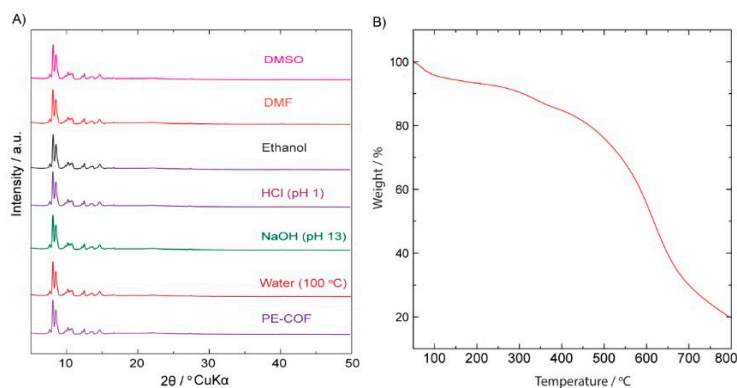 A)
DMSO
DMF
Ethanol
HCl (pH 1)
NaOH (pH 13)
Water (100 °C)
PE-COF
Intensity / a.u.
10 20 30 40 50
2θ / °CuKα
B)
100
80
60
40
20
Weight / %
100 200 300 400 500 600 700 800
Temperature / °C